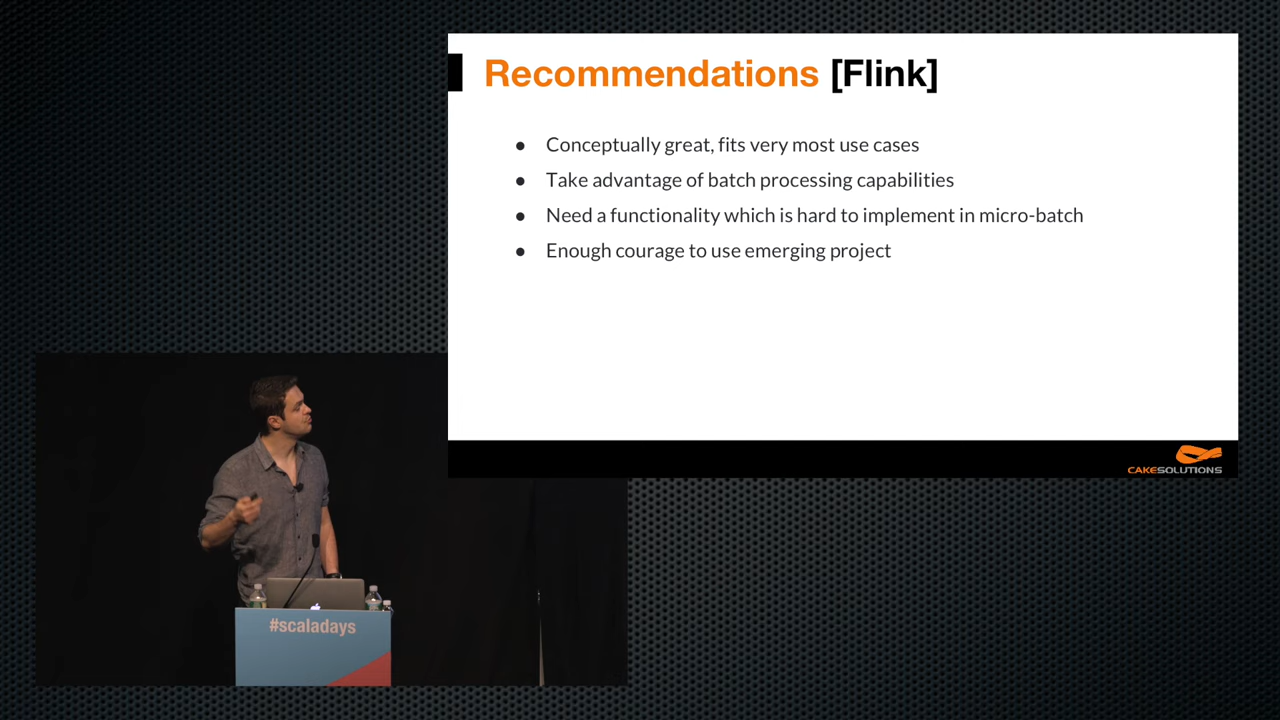 Recommendations [Flink]
● Conceptually great, fits very most use cases
● Take advantage of batch processing capabilities
● Need a functionality which is hard to implement in micro-batch
● Enough courage to use emerging project
CAKESOLUTIONS
#scaladays